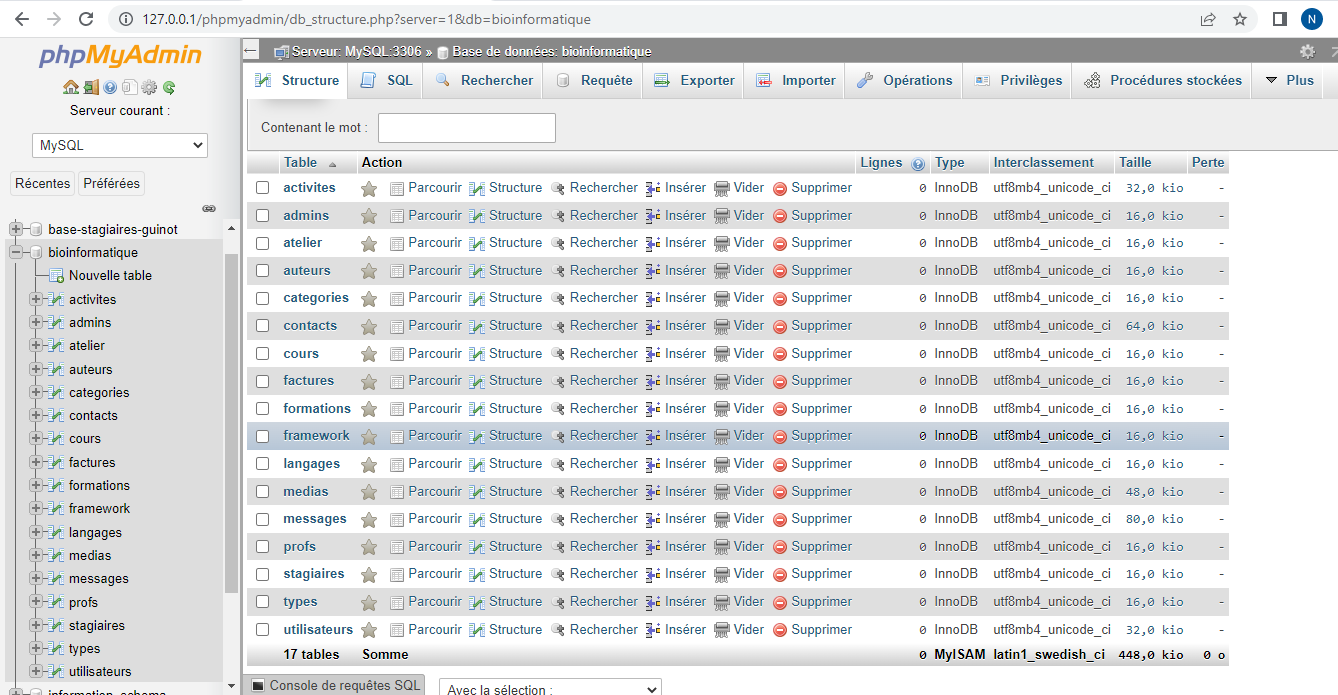 127.0.0.1/phpmyadmin/db_structure.php?server=1&db=bioinformatique
N
phpMyAdmin
Serveur courant :
MySQL
Récentes Préférées
base-stagiaires-guinot
bioinformatique
Nouvelle table
activites
admins
atelier
auteurs
categories
contacts
cours
factures
formations
framework
langages
medias
messages
profs
stagiaires
types
utilisateurs
information_schema
Serveur: MySQL:3306 » Base de données: bioinformatique
Structure SQL Rechercher Requête Exporter Importer Opérations Privilèges Procédures stockées Plus
Contenant le mot :
Table Action Lignes Type Interclassement Taille Perte
activites Parcourir Structure Rechercher Insérer Vider Supprimer 0 InnoDB utf8mb4_unicode_ci 32,0 kio -
admins Parcourir Structure Rechercher Insérer Vider Supprimer 0 InnoDB utf8mb4_unicode_ci 16,0 kio -
atelier Parcourir Structure Rechercher Insérer Vider Supprimer 0 InnoDB utf8mb4_unicode_ci 16,0 kio -
auteurs Parcourir Structure Rechercher Insérer Vider Supprimer 0 InnoDB utf8mb4_unicode_ci 16,0 kio -
categories Parcourir Structure Rechercher Insérer Vider Supprimer 0 InnoDB utf8mb4_unicode_ci 16,0 kio -
contacts Parcourir Structure Rechercher Insérer Vider Supprimer 0 InnoDB utf8mb4_unicode_ci 64,0 kio -
cours Parcourir Structure Rechercher Insérer Vider Supprimer 0 InnoDB utf8mb4_unicode_ci 16,0 kio -
factures Parcourir Structure Rechercher Insérer Vider Supprimer 0 InnoDB utf8mb4_unicode_ci 16,0 kio -
formations Parcourir Structure Rechercher Insérer Vider Supprimer 0 InnoDB utf8mb4_unicode_ci 16,0 kio -
framework Parcourir Structure Rechercher Insérer Vider Supprimer 0 InnoDB utf8mb4_unicode_ci 16,0 kio -
langages Parcourir Structure Rechercher Insérer Vider Supprimer 0 InnoDB utf8mb4_unicode_ci 16,0 kio -
medias Parcourir Structure Rechercher Insérer Vider Supprimer 0 InnoDB utf8mb4_unicode_ci 48,0 kio -
messages Parcourir Structure Rechercher Insérer Vider Supprimer 0 InnoDB utf8mb4_unicode_ci 80,0 kio -
profs Parcourir Structure Rechercher Insérer Vider Supprimer 0 InnoDB utf8mb4_unicode_ci 16,0 kio -
stagiaires Parcourir Structure Rechercher Insérer Vider Supprimer 0 InnoDB utf8mb4_unicode_ci 16,0 kio -
types Parcourir Structure Rechercher Insérer Vider Supprimer 0 InnoDB utf8mb4_unicode_ci 16,0 kio -
utilisateurs Parcourir Structure Rechercher Insérer Vider Supprimer 0 InnoDB utf8mb4_unicode_ci 32,0 kio -
17 tables Somme 0 MyISAM latin1_swedish_ci 448,0 kio 0 o
Console de requêtes SQL
Avec la sélection :